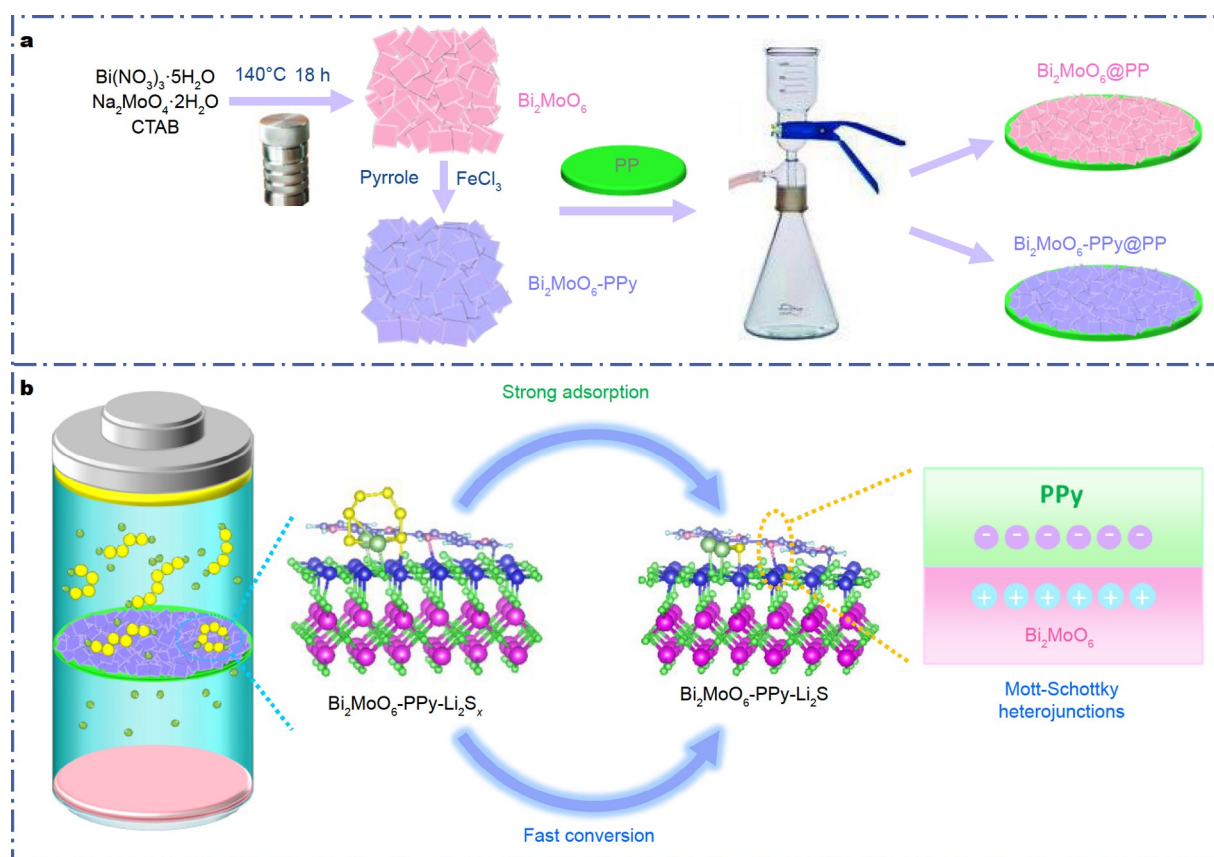 a
Bi(NO₃)₃·5H₂O
Na₂MoO₄·2H₂O
CTAB
140°C 18 h
Bi₂MoO₆
Pyrrole
FeCl₃
Bi₂MoO₆-PPy
PP
Bi₂MoO₆@PP
Bi₂MoO₆-PPy@PP
b
Strong adsorption
Bi₂MoO₆-PPy-Li₂Sₓ
Bi₂MoO₆-PPy-Li₂S
Fast conversion
PPy
- - - - - -
+ + + + + +
Bi₂MoO₆
Mott-Schottky
heterojunctions